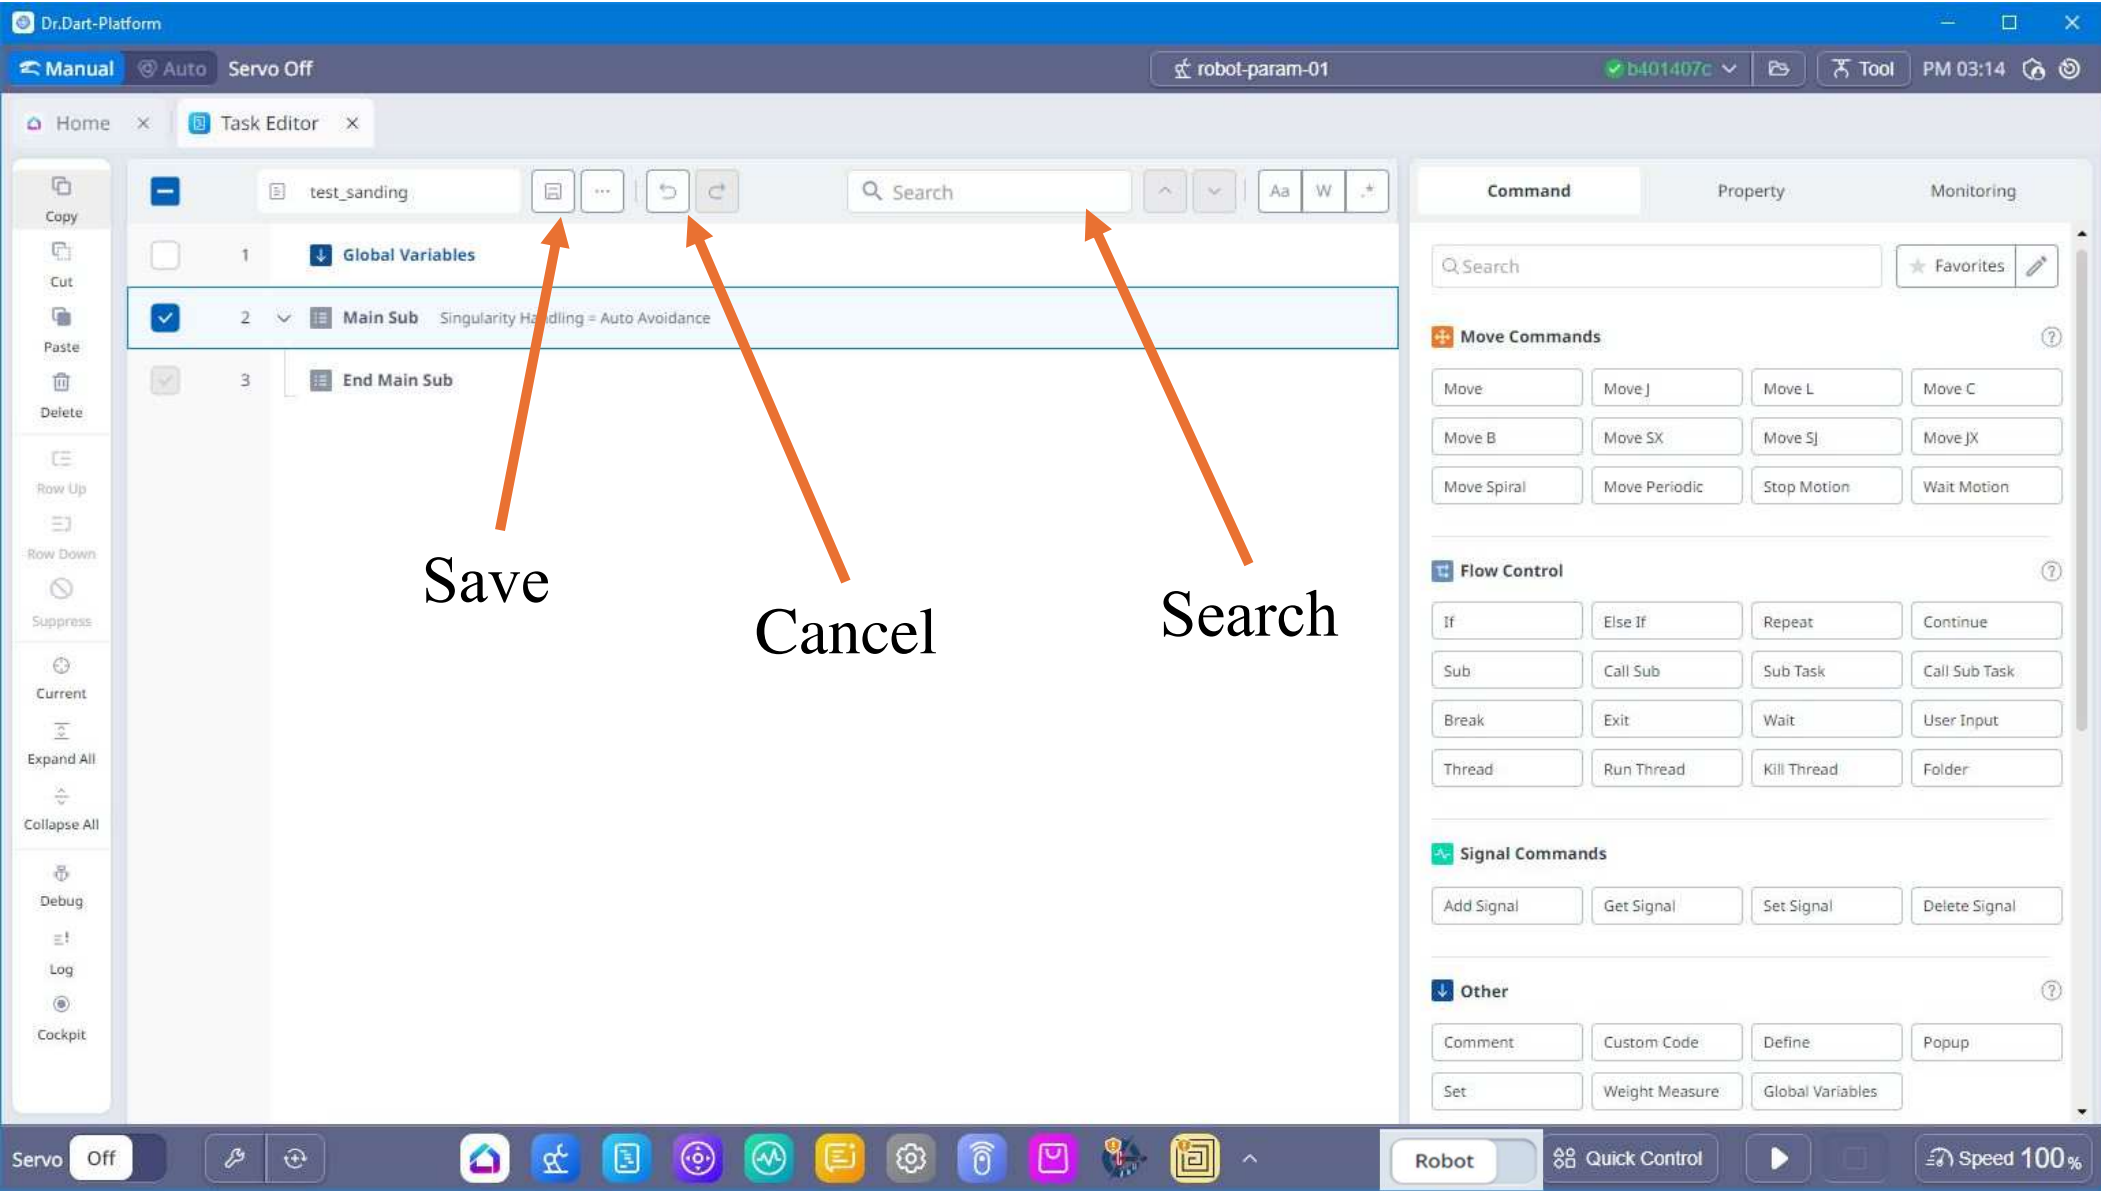 Dr.Dart-Platform
Manual Auto Servo Off robot-param-01 b401407c Tool PM 03:14
Home Task Editor
Copy
Cut
Paste
Delete
Row Up
Row Down
Suppress
Current
Expand All
Collapse All
Debug
Log
Cockpit
test_sanding ... Search Aa W .*
1 Global Variables
2 Main Sub Singularity Handling = Auto Avoidance
3 End Main Sub
Save
Cancel
Search
Command Property Monitoring
Search Favorites
Move Commands ?
Move Move J Move L Move C
Move B Move SX Move SJ Move JX
Move Spiral Move Periodic Stop Motion Wait Motion
Flow Control ?
If Else If Repeat Continue
Sub Call Sub Sub Task Call Sub Task
Break Exit Wait User Input
Thread Run Thread Kill Thread Folder
Signal Commands
Add Signal Get Signal Set Signal Delete Signal
Other ?
Comment Custom Code Define Popup
Set Weight Measure Global Variables
Servo Off Robot Quick Control Speed 100 %